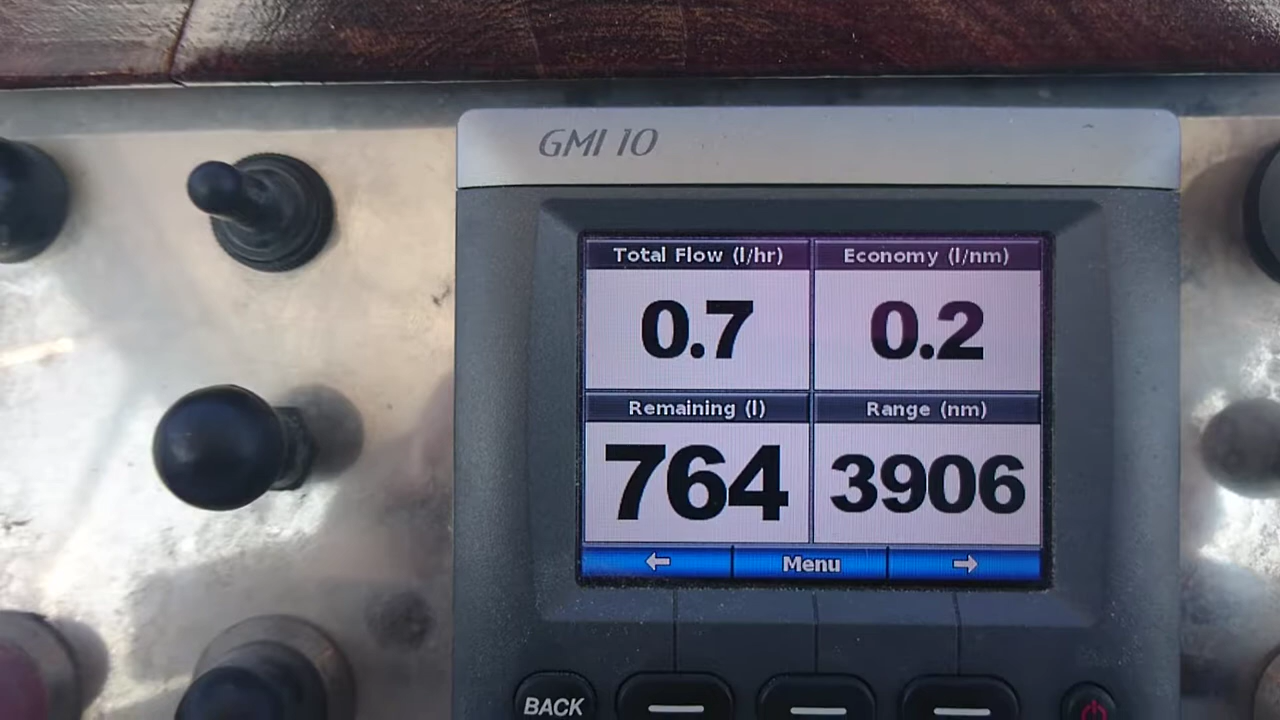 GMI 10
Total Flow (l/hr) Economy (l/nm)
0.7 0.2
Remaining (l) Range (nm)
764 3906
← Menu →
BACK